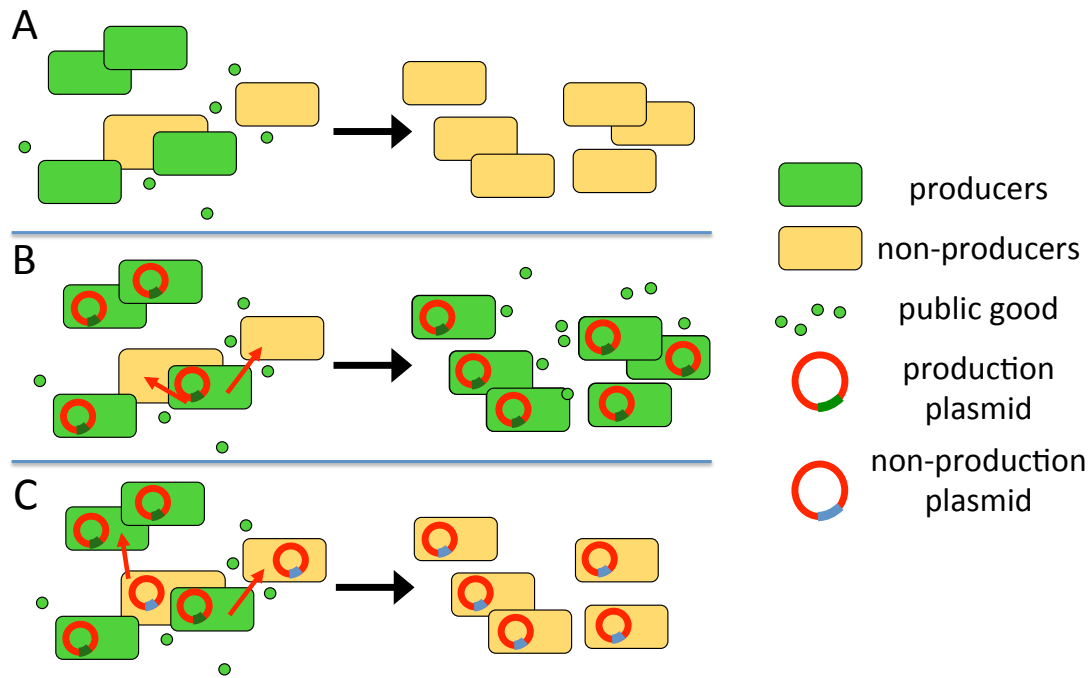 A
B
C
producers
non-producers
public good
production
plasmid
non-production
plasmid